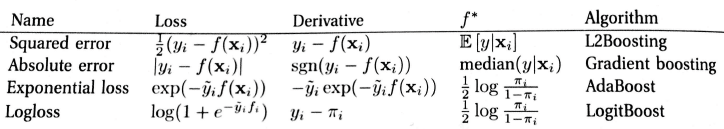 Name Loss Derivative f* Algorithm
Squared error ½(yᵢ − f(𝐱ᵢ))² yᵢ − f(𝐱ᵢ) 𝔼[y|𝐱ᵢ] L2Boosting
Absolute error |yᵢ − f(𝐱ᵢ)| sgn(yᵢ − f(𝐱ᵢ)) median(y|𝐱ᵢ) Gradient boosting
Exponential loss exp(−ỹᵢf(𝐱ᵢ)) −ỹᵢ exp(−ỹᵢf(𝐱ᵢ)) ½ log πᵢ/(1−πᵢ) AdaBoost
Logloss log(1 + e^(−ỹᵢfᵢ)) yᵢ − πᵢ ½ log πᵢ/(1−πᵢ) LogitBoost